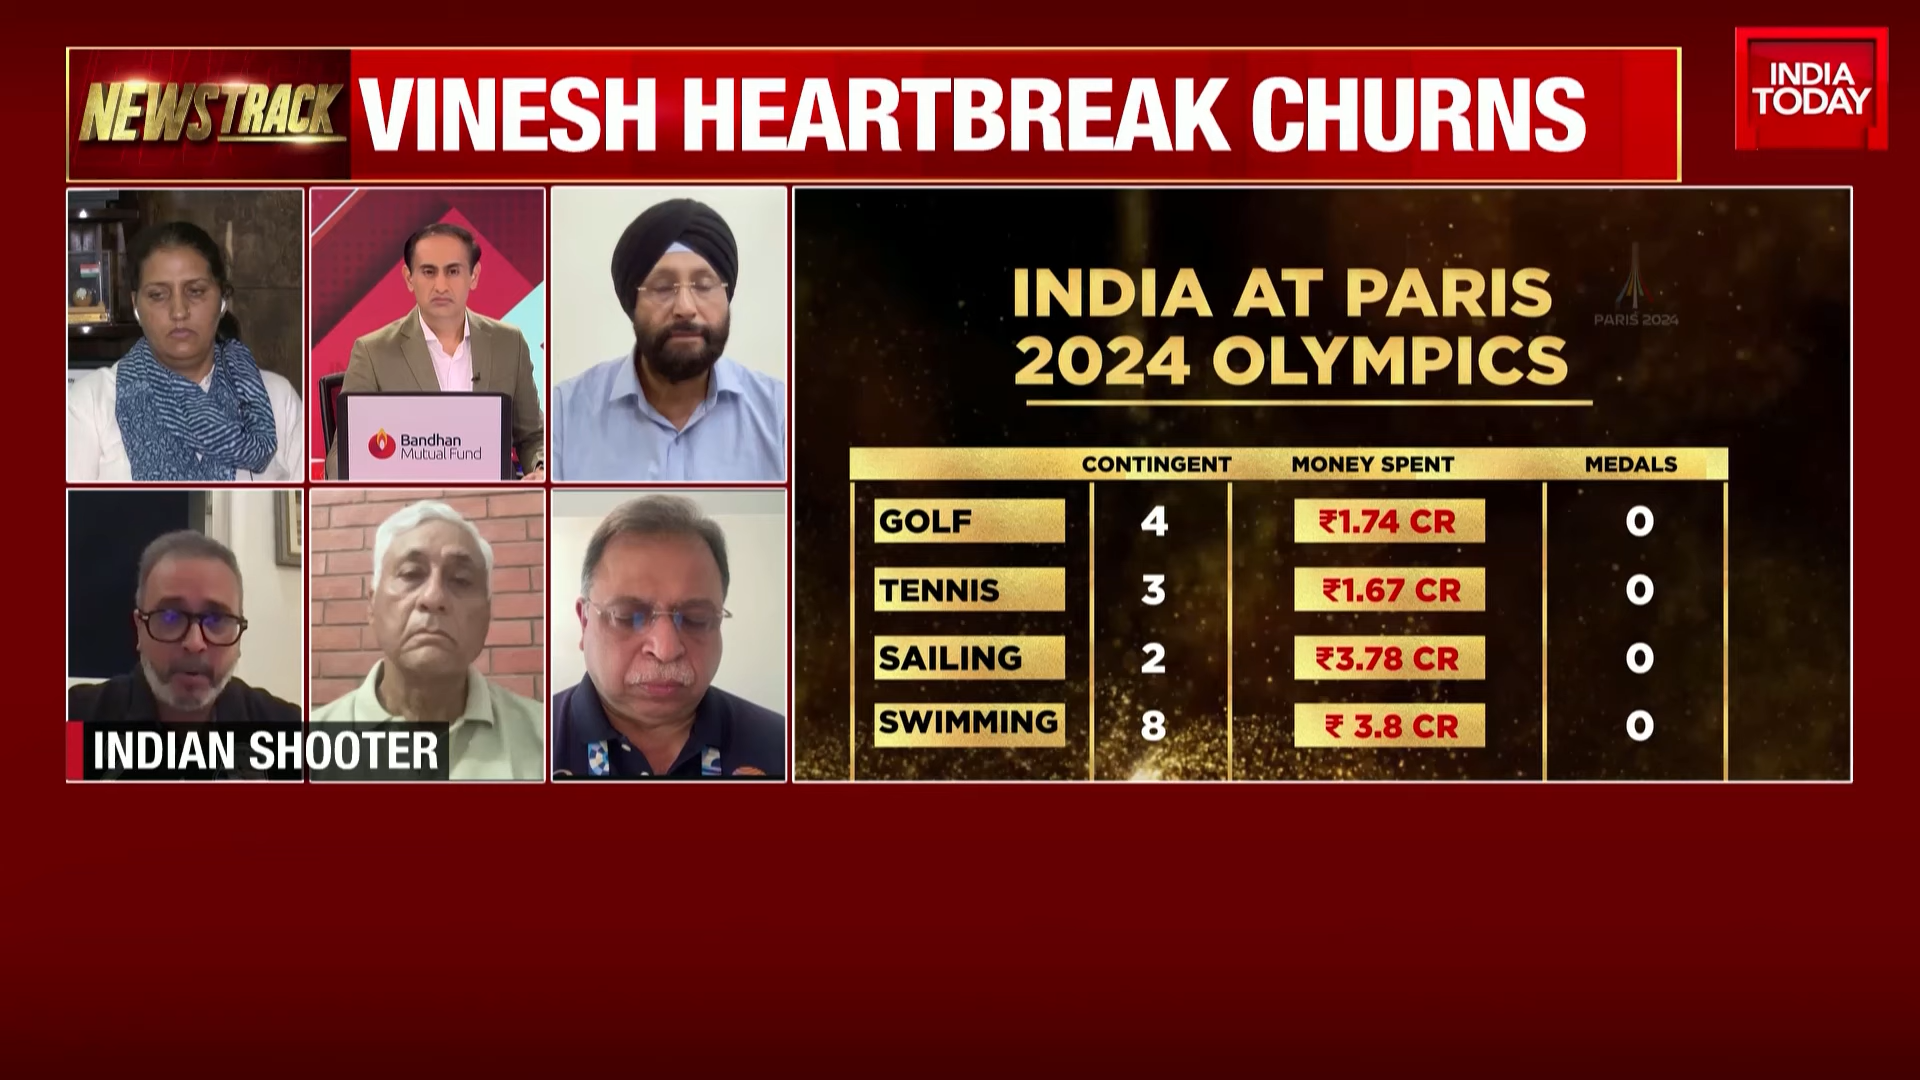 NEWSTRACK
VINESH HEARTBREAK CHURNS
INDIA
TODAY
Bandhan
Mutual Fund
INDIAN SHOOTER
INDIA AT PARIS
2024 OLYMPICS
PARIS 2024
CONTINGENT MONEY SPENT MEDALS
GOLF 4 ₹1.74 CR 0
TENNIS 3 ₹1.67 CR 0
SAILING 2 ₹3.78 CR 0
SWIMMING 8 ₹ 3.8 CR 0